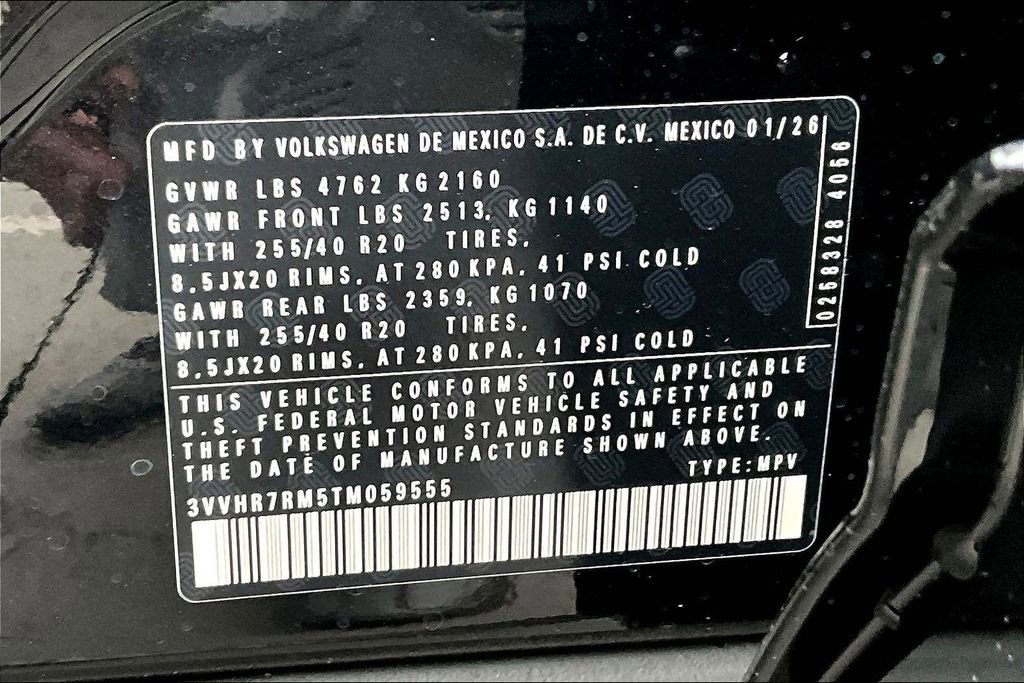 MFD BY VOLKSWAGEN DE MEXICO S.A. DE C.V. MEXICO 01/26
GVWR LBS 4762 KG 2160
GAWR FRONT LBS 2513, KG 1140
WITH 255/40 R20 TIRES,
8,5JX20 RIMS, AT 280 KPA, 41 PSI COLD
GAWR REAR LBS 2359, KG 1070
WITH 255/40 R20 TIRES,
8,5JX20 RIMS, AT 280 KPA, 41 PSI COLD
0258328 4056
THIS VEHICLE CONFORMS TO ALL APPLICABLE
U.S. FEDERAL MOTOR VEHICLE SAFETY AND
THEFT PREVENTION STANDARDS IN EFFECT ON
THE DATE OF MANUFACTURE SHOWN ABOVE.
TYPE: MPV
3VVHR7RM5TM059555